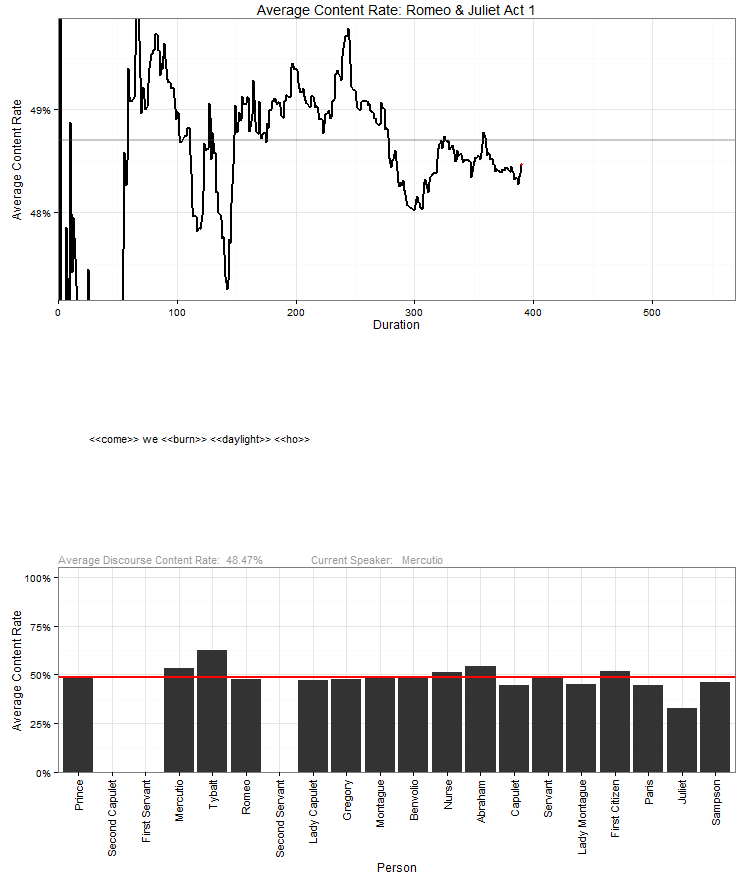 Average Content Rate: Romeo & Juliet Act 1
Average Content Rate
49%
48%
0 100 200 300 400 500
Duration
<<come>> we <<burn>> <<daylight>> <<ho>>
Average Discourse Content Rate: 48.47% Current Speaker: Mercutio
Average Content Rate
100%
75%
50%
25%
0%
Prince
Second Capulet
First Servant
Mercutio
Tybalt
Romeo
Second Servant
Lady Capulet
Gregory
Montague
Benvolio
Nurse
Abraham
Capulet
Servant
Lady Montague
First Citizen
Paris
Juliet
Sampson
Person